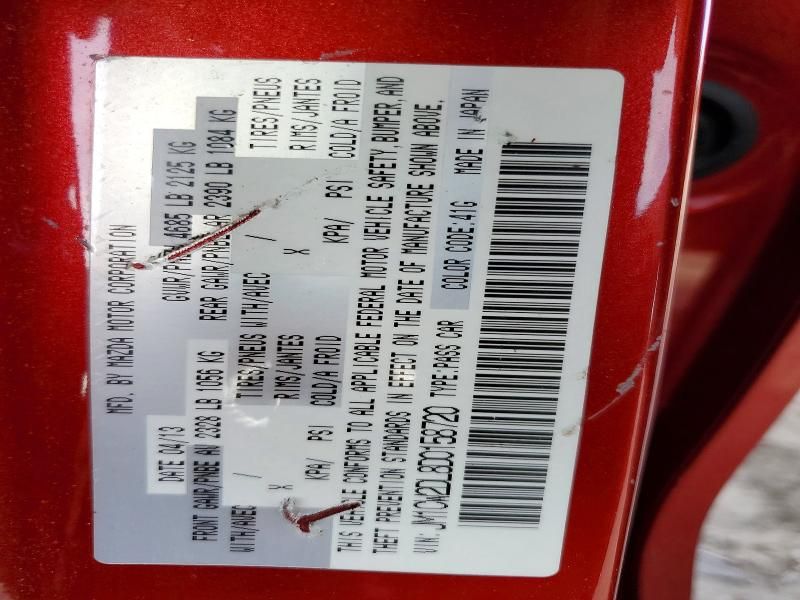 MFD. BY MAZDA MOTOR CORPORATION
DATE 04/13 GVWR/PNBV 4685 LB 2125 KG
FRONT GAWR/PNBE AV 2328 LB 1056 KG REAR GAWR/PNBE AR 2390 LB 1084 KG
WITH/AVEC / TIRES/PNEUS WITH/AVEC / TIRES/PNEUS
X RIMS/JANTES X RIMS/JANTES
KPA/ PSI COLD/A FROID KPA/ PSI COLD/A FROID
THIS VEHICLE CONFORMS TO ALL APPLICABLE FEDERAL MOTOR VEHICLE SAFETY, BUMPER, AND
THEFT PREVENTION STANDARDS IN EFFECT ON THE DATE OF MANUFACTURE SHOWN ABOVE.
VIN: JM1CW2DL8D0158720 TYPE:PASS CAR COLOR CODE:41G MADE IN JAPAN